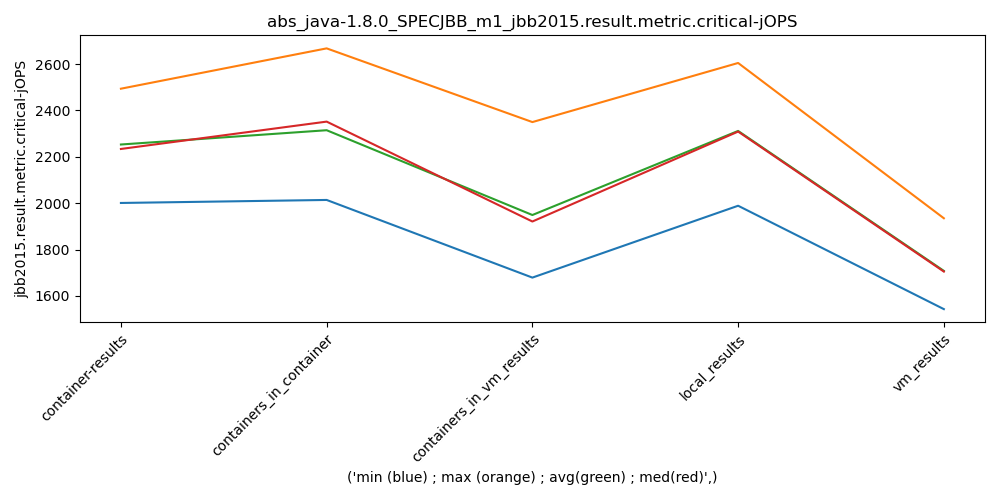 abs_java-1.8.0_SPECJBB_m1_jbb2015.result.metric.critical-jOPS
jbb2015.result.metric.critical-jOPS
2600
2400
2200
2000
1800
1600
container-results
containers_in_container
containers_in_vm_results
local_results
vm_results
('min (blue) ; max (orange) ; avg(green) ; med(red)',)